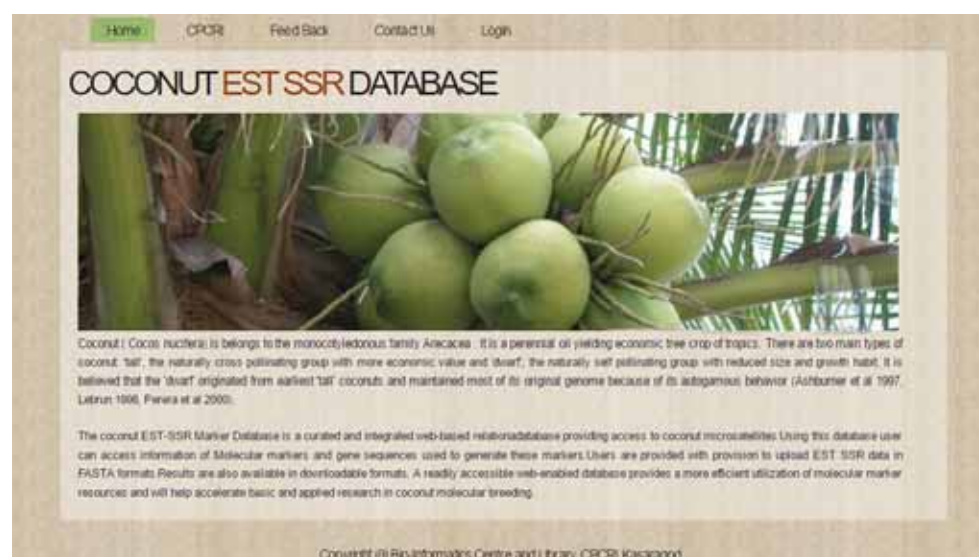 Home CPCRI Feed Back Contact Us Login
COCONUT EST SSR DATABASE
Coconut ( Cocos nucifera) is belongs to the monocotyledonous family Arecacea . It is a perennial oil yielding economic tree crop of tropics. There are two main types of
coconut: 'tall', the naturally cross pollinating group with more economic value and 'dwarf', the naturally self pollinating group with reduced size and growth habit. It is
believed that the 'dwarf' originated from earliest 'tall' coconuts and maintained most of its original genome because of its autogamous behavior (Ashburner et al 1997,
Lebrun 1998, Perera et al 2000).
The coconut EST-SSR Marker Database is a curated and integrated web-based relationadatabase providing access to coconut microsatellites.Using this database user
can access information of Molecular markers and gene sequences used to generate these markers.Users are provided with provision to upload EST SSR data in
FASTA formats.Results are also available in downloadable formats. A readily accessible web-enabled database provides a more efficient utilization of molecular marker
resources and will help accelerate basic and applied research in coconut molecular breeding.
Copyright @ Bio-Informatics Centre and Library, CPCRI Kasaragod